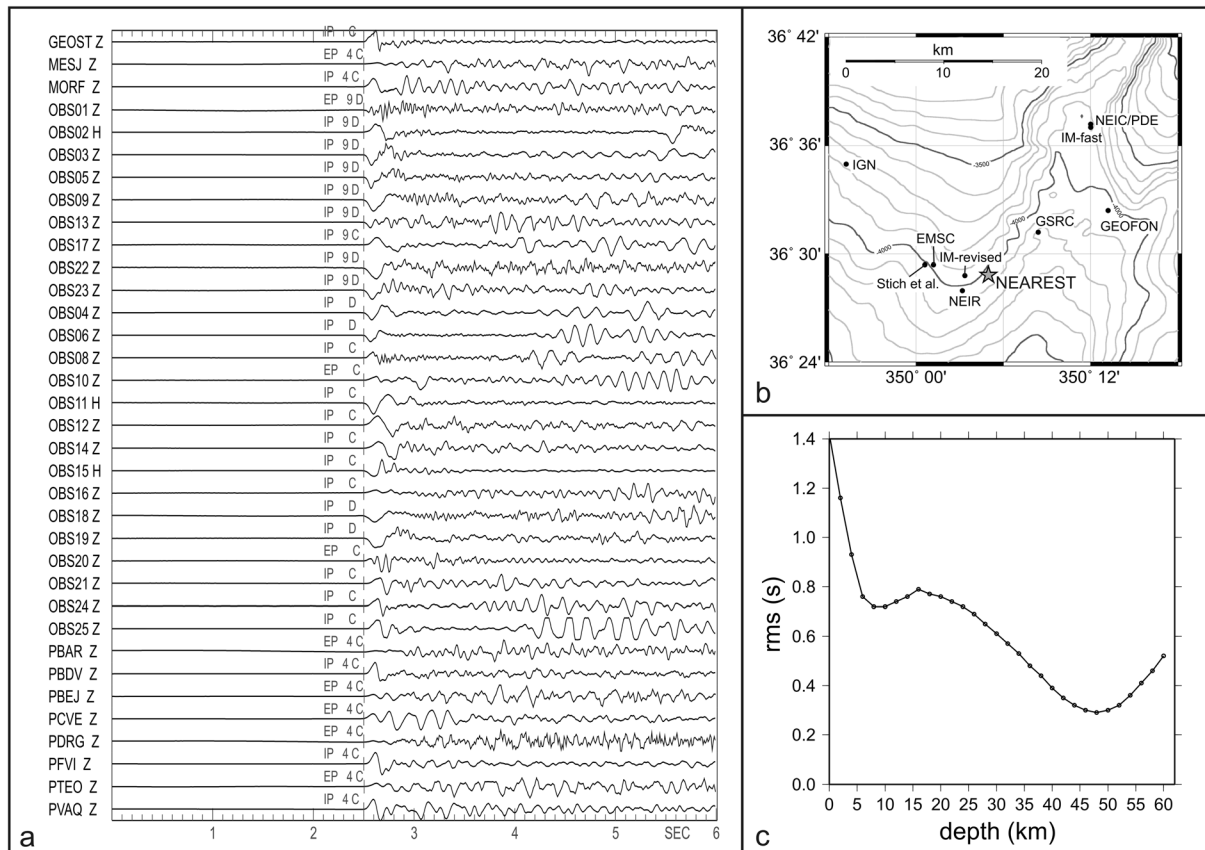 IP C
GEOST Z
EP 4 C
MESJ Z
IP 4 C
MORF Z
EP 9 D
OBS01 Z
IP 9 D
OBS02 H
IP 9 D
OBS03 Z
IP 9 D
OBS05 Z
IP 9 D
OBS09 Z
IP 9 D
OBS13 Z
IP 9 C
OBS17 Z
IP 9 D
OBS22 Z
IP 9 D
OBS23 Z
IP D
OBS04 Z
IP D
OBS06 Z
IP C
OBS08 Z
EP C
OBS10 Z
IP C
OBS11 H
IP C
OBS12 Z
IP C
OBS14 Z
IP C
OBS15 H
IP C
OBS16 Z
IP D
OBS18 Z
IP D
OBS19 Z
EP C
OBS20 Z
IP C
OBS21 Z
IP C
OBS24 Z
IP C
OBS25 Z
EP 4 C
PBAR Z
IP 4 C
PBDV Z
EP 4 C
PBEJ Z
EP 4 C
PCVE Z
EP 4 C
PDRG Z
IP 4 C
PFVI Z
EP 4 C
PTEO Z
IP 4 C
PVAQ Z
1 2 3 4 5 SEC 6
a
36° 42'
36° 36'
36° 30'
36° 24'
km
0 10 20
NEIC/PDE
IM-fast
-3500
IGN
-4000
-4000
GSRC
GEOFON
EMSC
-4000
IM-revised
Stich et al.
NEAREST
NEIR
350° 00' 350° 12'
b
1.4
1.2
1.0
0.8
0.6
0.4
0.2
0.0
rms (s)
0 5 10 15 20 25 30 35 40 45 50 55 60
depth (km)
c